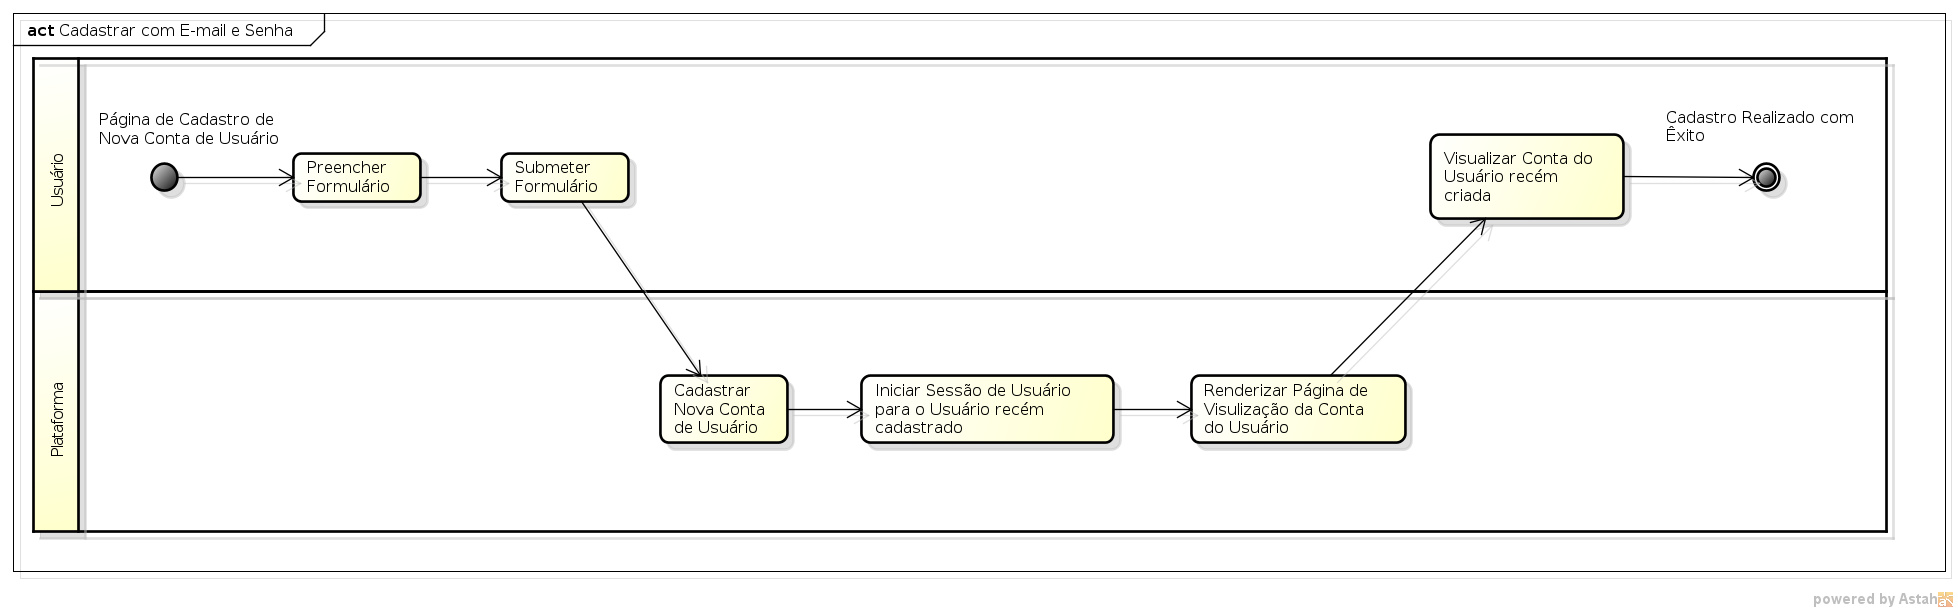 act Cadastrar com E-mail e Senha
Usuário
Página de Cadastro de
Nova Conta de Usuário
Preencher
Formulário
Submeter
Formulário
Visualizar Conta do
Usuário recém
criada
Cadastro Realizado com
Êxito
Plataforma
Cadastrar
Nova Conta
de Usuário
Iniciar Sessão de Usuário
para o Usuário recém
cadastrado
Renderizar Página de
Visulização da Conta
do Usuário
powered by Astah